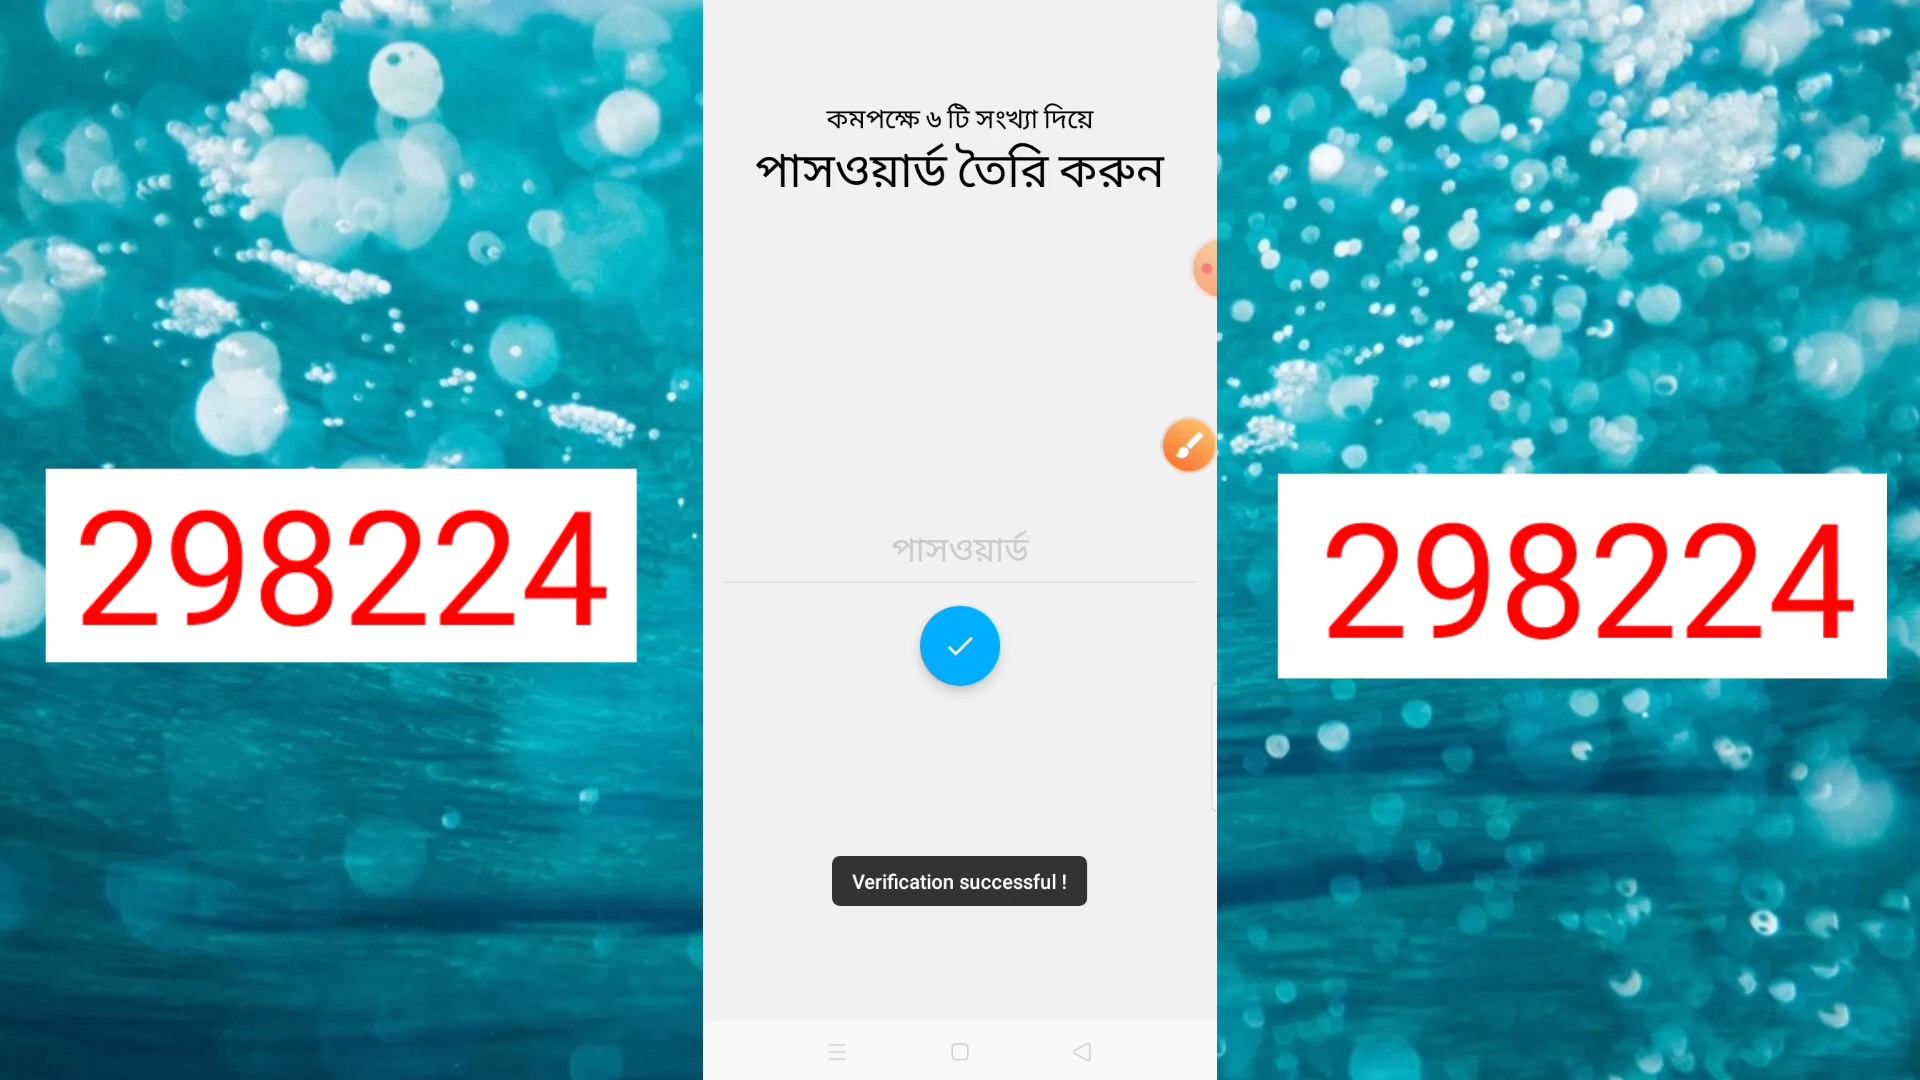 কমপক্ষে ৬ টি সংখ্যা দিয়ে
পাসওয়ার্ড তৈরি করুন
298224
298224
পাসওয়ার্ড
Verification successful !